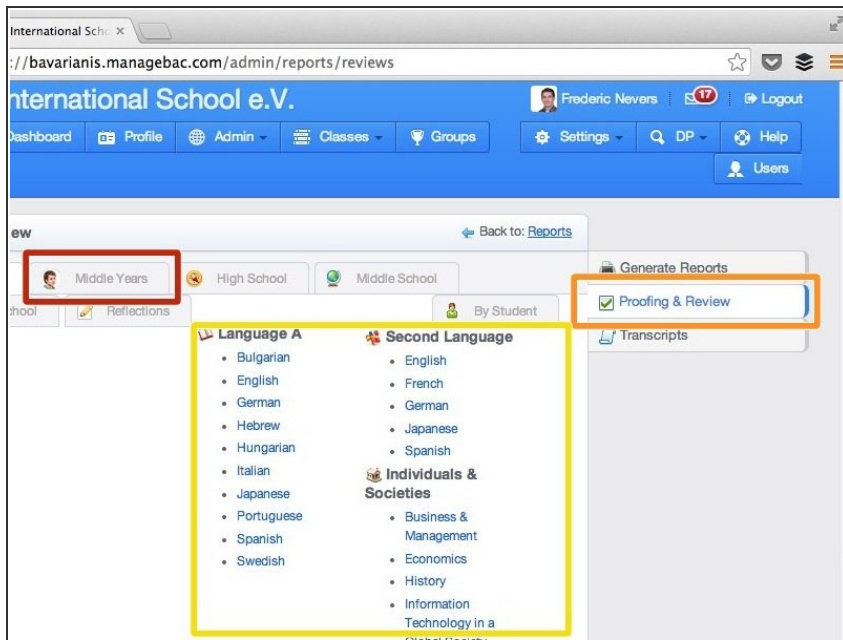 International Scho
://bavarianis.managebac.com/admin/reports/reviews
nternational School e.V.
Frederic Nevers
17
Logout
Dashboard
Profile
Admin
Classes
Groups
Settings
DP
Help
Users
ew
Back to: Reports
Middle Years
High School
Middle School
hool
Reflections
By Student
Generate Reports
Proofing & Review
Transcripts
Language A
Bulgarian
English
German
Hebrew
Hungarian
Italian
Japanese
Portuguese
Spanish
Swedish
Second Language
English
French
German
Japanese
Spanish
Individuals &
Societies
Business &
Management
Economics
History
Information
Technology in a
Global Society